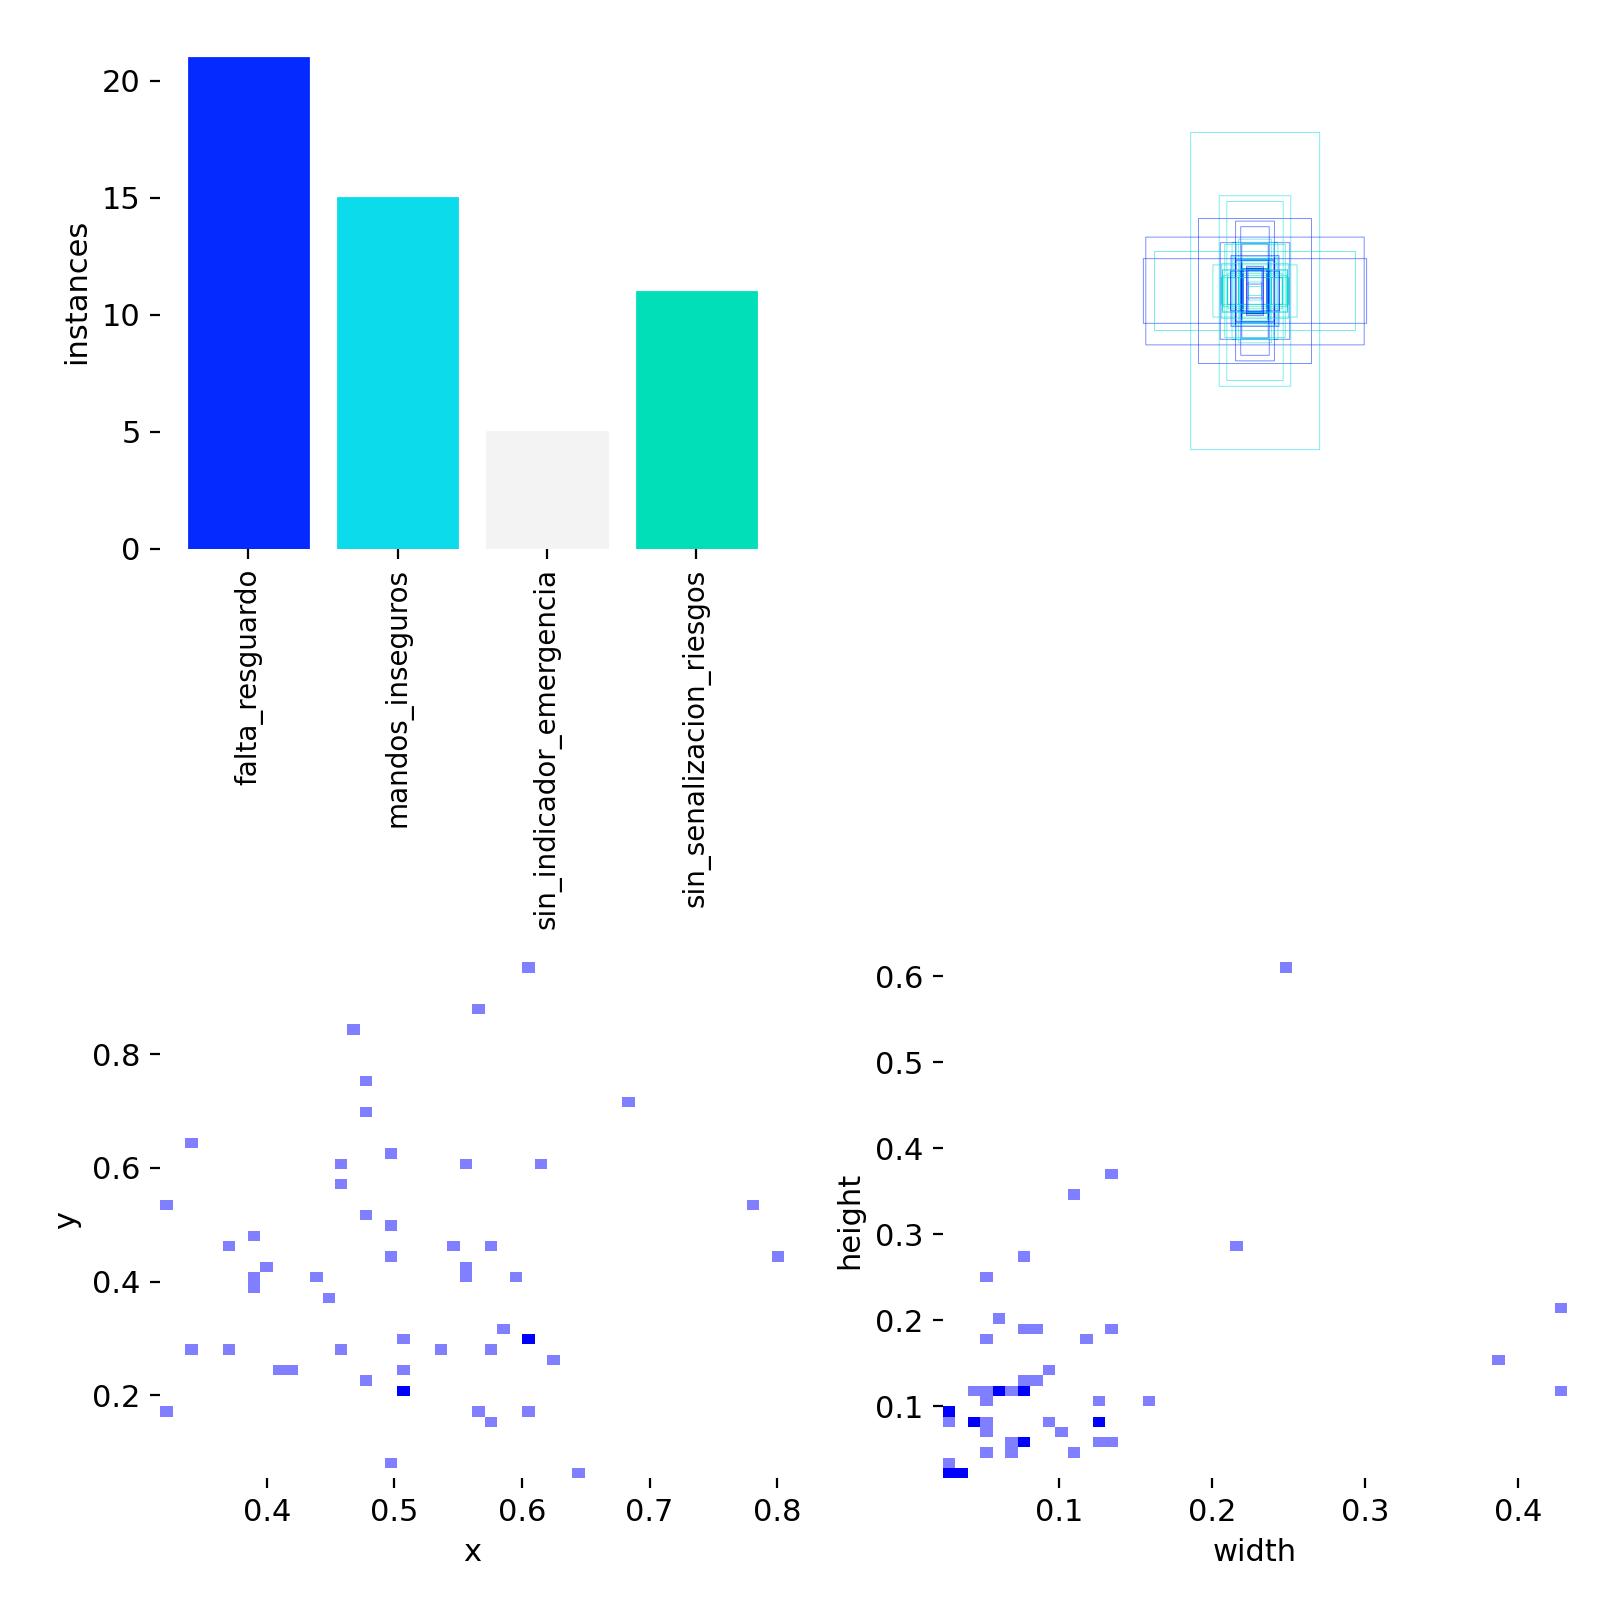 instances
20
15
10
5
0
falta_resguardo
mandos_inseguros
sin_indicador_emergencia
sin_senalizacion_riesgos
y
0.8
0.6
0.4
0.2
0.4 0.5 0.6 0.7 0.8
x
height
0.6
0.5
0.4
0.3
0.2
0.1
0.1 0.2 0.3 0.4
width